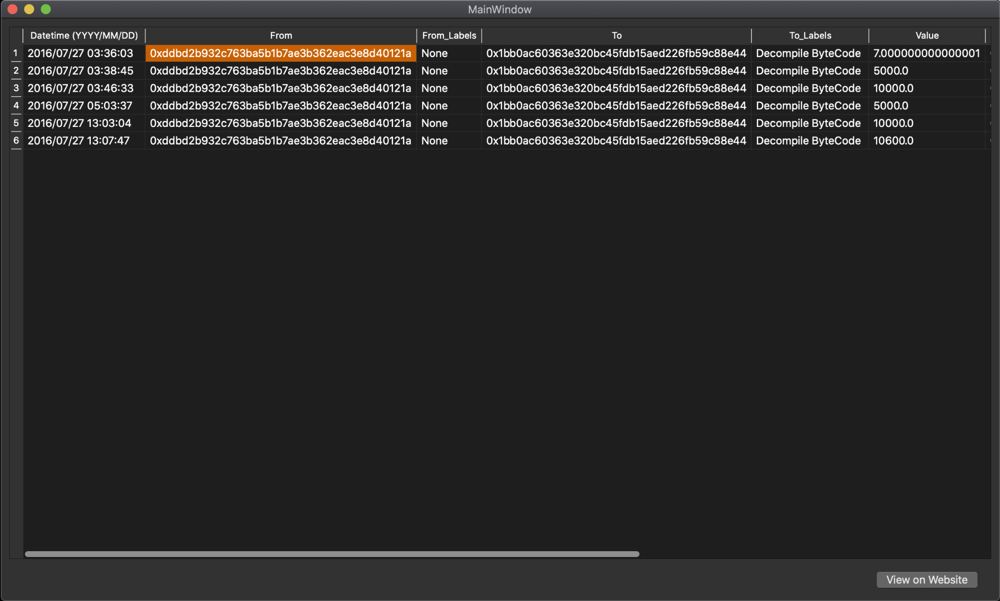 MainWindow
Datetime (YYYY/MM/DD) From From_Labels To To_Labels Value
1 2016/07/27 03:36:03 0xddbd2b932c763ba5b1b7ae3b362eac3e8d40121a None 0x1bb0ac60363e320bc45fdb15aed226fb59c88e44 Decompile ByteCode 7.000000000000001
2 2016/07/27 03:38:45 0xddbd2b932c763ba5b1b7ae3b362eac3e8d40121a None 0x1bb0ac60363e320bc45fdb15aed226fb59c88e44 Decompile ByteCode 5000.0
3 2016/07/27 03:46:33 0xddbd2b932c763ba5b1b7ae3b362eac3e8d40121a None 0x1bb0ac60363e320bc45fdb15aed226fb59c88e44 Decompile ByteCode 10000.0
4 2016/07/27 05:03:37 0xddbd2b932c763ba5b1b7ae3b362eac3e8d40121a None 0x1bb0ac60363e320bc45fdb15aed226fb59c88e44 Decompile ByteCode 5000.0
5 2016/07/27 13:03:04 0xddbd2b932c763ba5b1b7ae3b362eac3e8d40121a None 0x1bb0ac60363e320bc45fdb15aed226fb59c88e44 Decompile ByteCode 10000.0
6 2016/07/27 13:07:47 0xddbd2b932c763ba5b1b7ae3b362eac3e8d40121a None 0x1bb0ac60363e320bc45fdb15aed226fb59c88e44 Decompile ByteCode 10600.0
View on Website